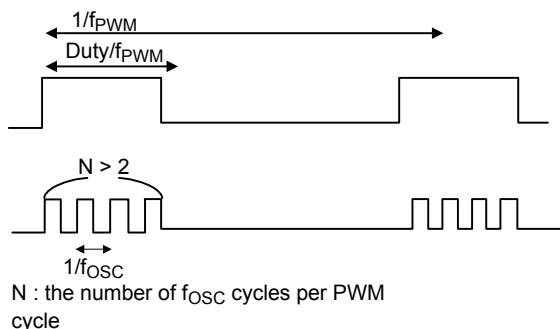 1/fPWM
Duty/fPWM
N > 2
1/fOSC
N : the number of fOSC cycles per PWM
cycle